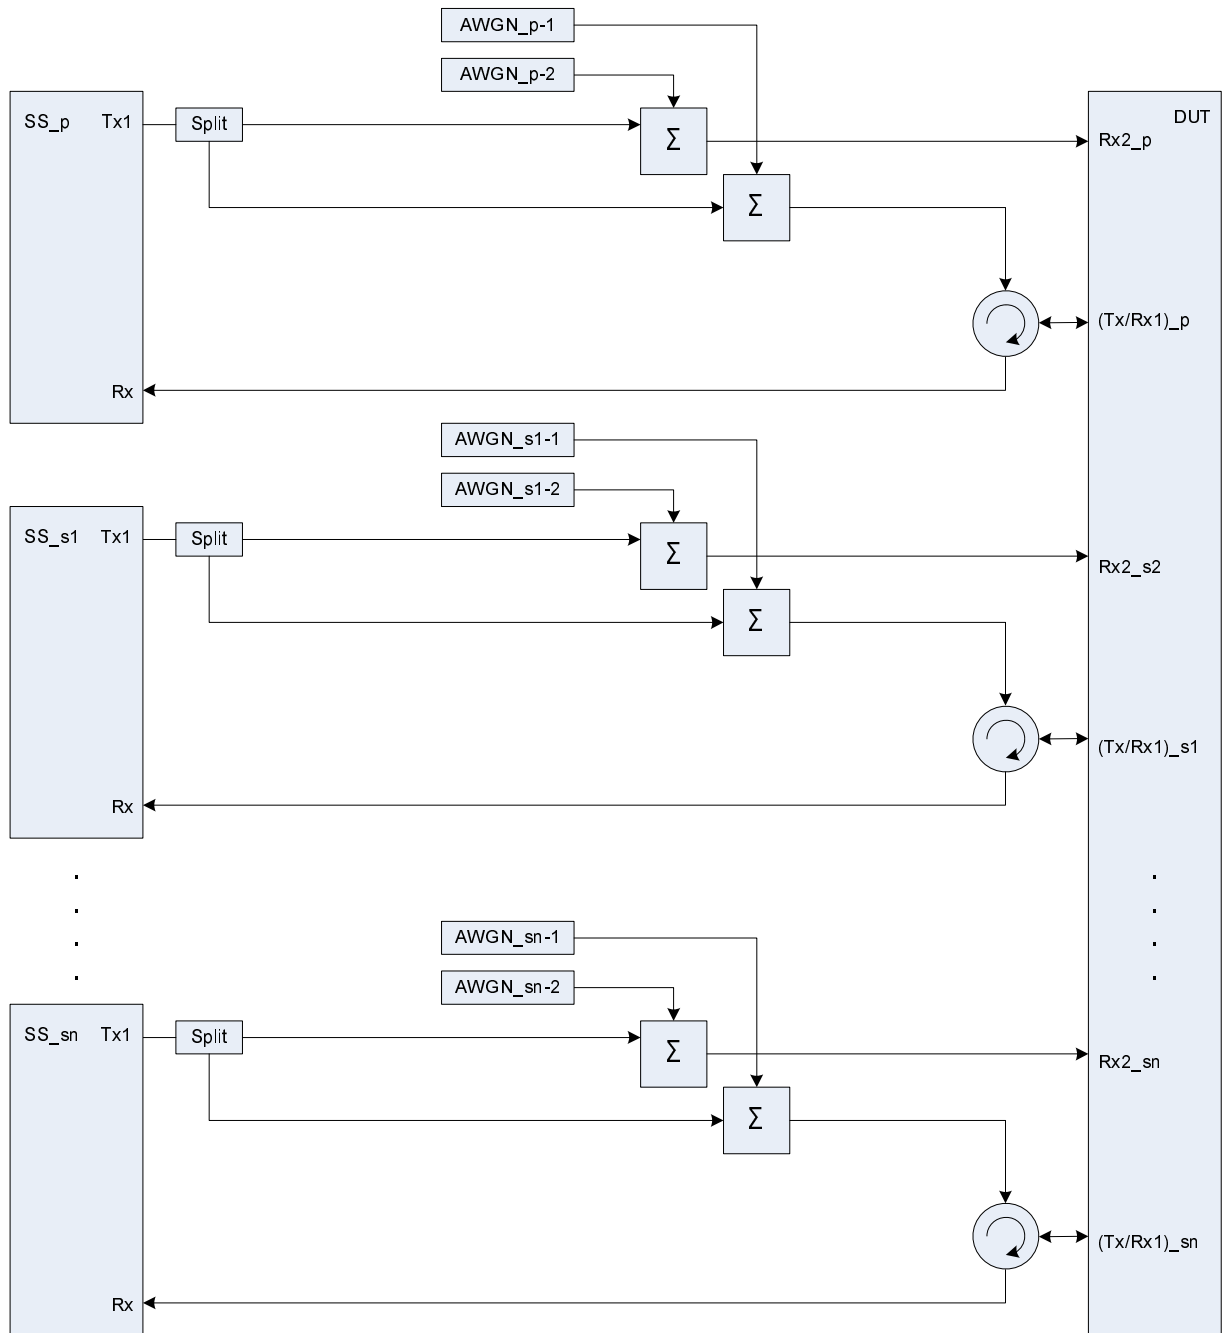 AWGN_p-1
AWGN_p-2
SS_p Tx1
Split
Σ
DUT
Rx2_p
Σ
(Tx/Rx1)_p
Rx
AWGN_s1-1
AWGN_s1-2
SS_s1 Tx1
Split
Σ
Rx2_s2
Σ
(Tx/Rx1)_s1
Rx
AWGN_sn-1
AWGN_sn-2
SS_sn Tx1
Split
Σ
Rx2_sn
Σ
(Tx/Rx1)_sn
Rx